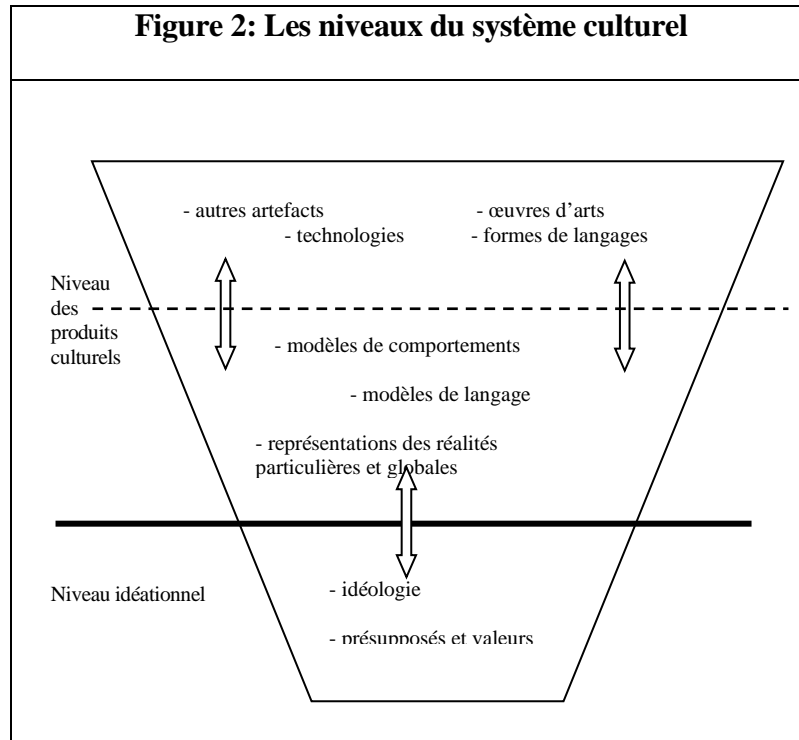 Figure 2: Les niveaux du système culturel
- autres artefacts
- œuvres d’arts
- technologies
- formes de langages
Niveau
des
produits
culturels
- modèles de comportements
- modèles de langage
- représentations des réalités
particulières et globales
Niveau idéationnel
- idéologie
- présupposés et valeurs